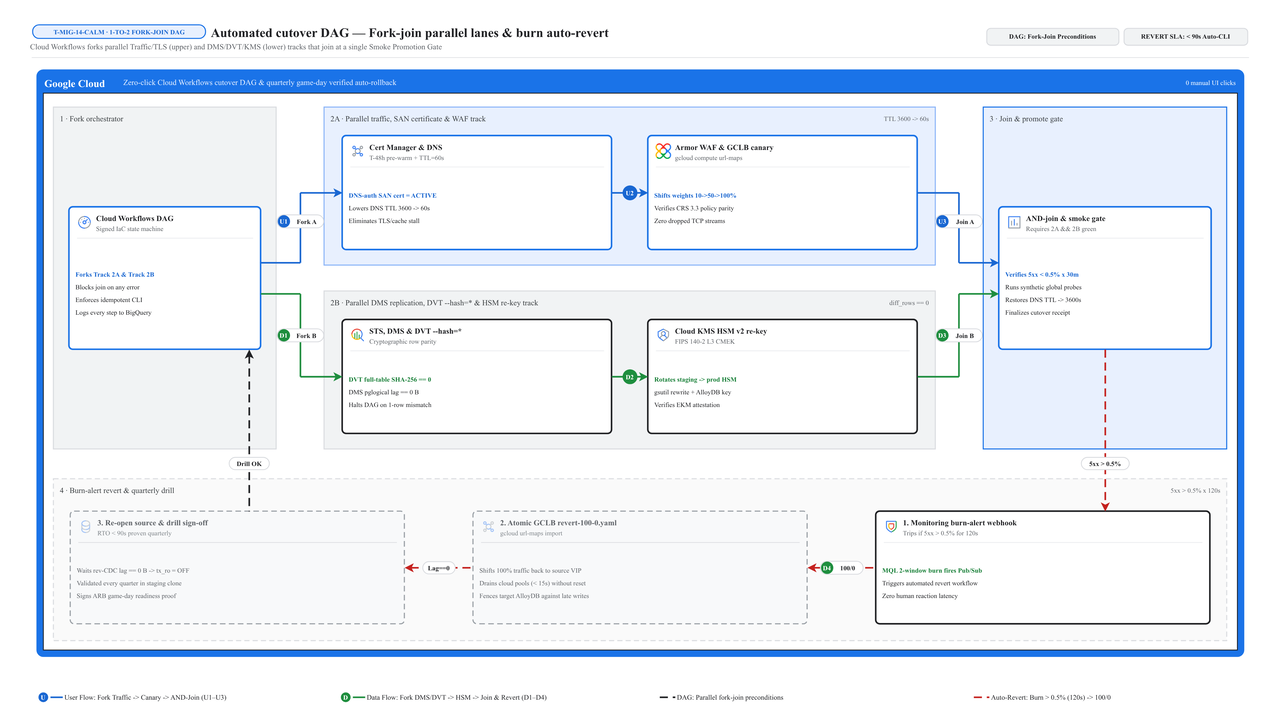 T-MIG-14-CALM · 1-TO-2 FORK-JOIN DAG
Automated cutover DAG — Fork-join parallel lanes & burn auto-revert
Cloud Workflows forks parallel Traffic/TLS (upper) and DMS/DVT/KMS (lower) tracks that join at a single Smoke Promotion Gate
DAG: Fork-Join Preconditions
REVERT SLA: < 90s Auto-CLI
Google Cloud
Zero-click Cloud Workflows cutover DAG & quarterly game-day verified auto-rollback
0 manual UI clicks
1 · Fork orchestrator
Cloud Workflows DAG
Signed IaC state machine
Forks Track 2A & Track 2B
Blocks join on any error
Enforces idempotent CLI
Logs every step to BigQuery
U1
Fork A
D1
Fork B
2A · Parallel traffic, SAN certificate & WAF track
TTL 3600 -> 60s
Cert Manager & DNS
T-48h pre-warm + TTL=60s
DNS-auth SAN cert = ACTIVE
Lowers DNS TTL 3600 -> 60s
Eliminates TLS/cache stall
U2
Armor WAF & GCLB canary
gcloud compute url-maps
Shifts weights 10->50->100%
Verifies CRS 3.3 policy parity
Zero dropped TCP streams
2B · Parallel DMS replication, DVT --hash=* & HSM re-key track
diff_rows == 0
STS, DMS & DVT --hash=*
Cryptographic row parity
DVT full-table SHA-256 == 0
DMS pglogical lag == 0 B
Halts DAG on 1-row mismatch
D2
Cloud KMS HSM v2 re-key
FIPS 140-2 L3 CMEK
Rotates staging -> prod HSM
gsutil rewrite + AlloyDB key
Verifies EKM attestation
U3
Join A
D3
Join B
3 · Join & promote gate
AND-join & smoke gate
Requires 2A && 2B green
Verifies 5xx < 0.5% x 30m
Runs synthetic global probes
Restores DNS TTL -> 3600s
Finalizes cutover receipt
Drill OK
5xx > 0.5%
4 · Burn-alert revert & quarterly drill
5xx > 0.5% x 120s
3. Re-open source & drill sign-off
RTO < 90s proven quarterly
Waits rev-CDC lag == 0 B -> tx_ro = OFF
Validated every quarter in staging clone
Signs ARB game-day readiness proof
Lag==0
2. Atomic GCLB revert-100-0.yaml
gcloud url-maps import
Shifts 100% traffic back to source VIP
Drains cloud pools (< 15s) without reset
Fences target AlloyDB against late writes
D4
100/0
1. Monitoring burn-alert webhook
Trips if 5xx > 0.5% for 120s
MQL 2-window burn fires Pub/Sub
Triggers automated revert workflow
Zero human reaction latency
U
User Flow: Fork Traffic -> Canary -> AND-Join (U1–U3)
D
Data Flow: Fork DMS/DVT -> HSM -> Join & Revert (D1–D4)
DAG: Parallel fork-join preconditions
Auto-Revert: Burn > 0.5% (120s) -> 100/0